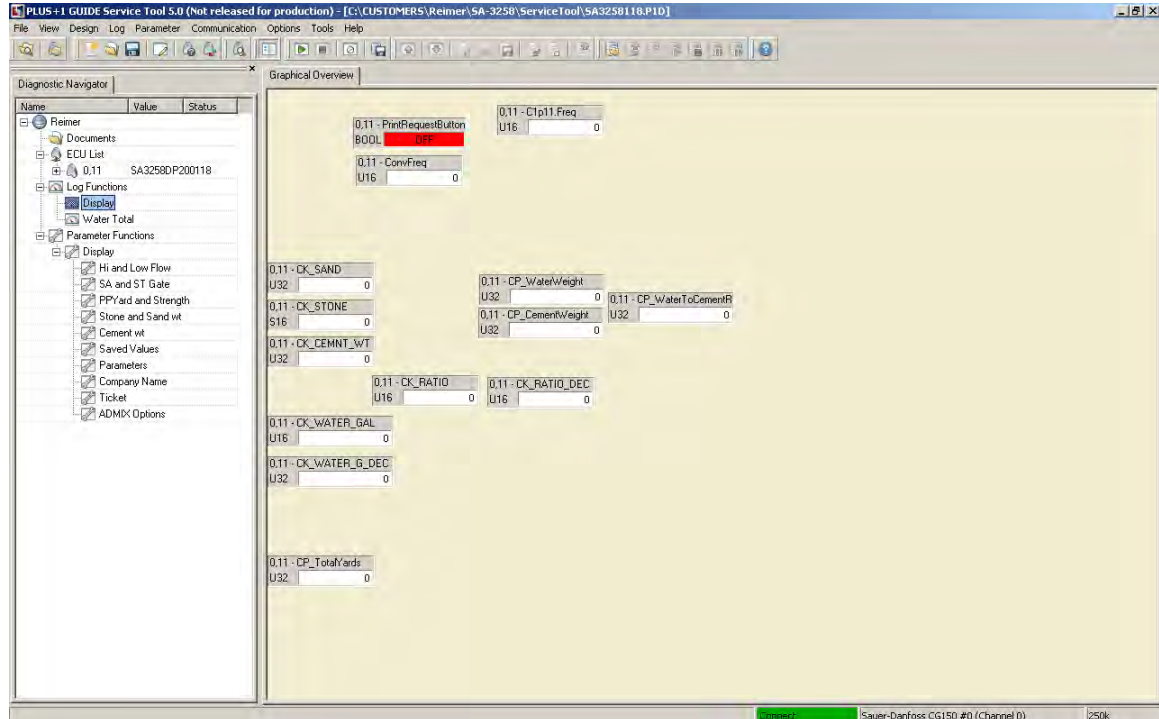 PLUS+1 GUIDE Service Tool 5.0 (Not released for production) - [C:\CUSTOMERS\Reimer\SA-3258\ServiceTool\SA3258118.P1D]
File View Design Log Parameter Communication Options Tools Help
Diagnostic Navigator
Name Value Status
Reimer
Documents
ECU List
0,11 SA3258DP200118
Log Functions
Display
Water Total
Parameter Functions
Display
Hi and Low Flow
SA and ST Gate
PPYard and Strength
Stone and Sand wt
Cement wt
Saved Values
Parameters
Company Name
Ticket
ADMIX Options
Graphical Overview
0,11 - C1p11.Freq
U16 0
0,11 - PrintRequestButton
BOOL OFF
0,11 - ConvFreq
U16 0
0,11 - CK_SAND
U32 0
0,11 - CP_WaterWeight
U32 0
0,11 - CP_WaterToCementR
U32 0
0,11 - CK_STONE
S16 0
0,11 - CP_CementWeight
U32 0
0,11 - CK_CEMNT_WT
U32 0
0,11 - CK_RATIO
U16 0
0,11 - CK_RATIO_DEC
U16 0
0,11 - CK_WATER_GAL
U16 0
0,11 - CK_WATER_G_DEC
U32 0
0,11 - CP_TotalYards
U32 0
Connect Sauer-Danfoss CG150 #0 (Channel 0) 250k